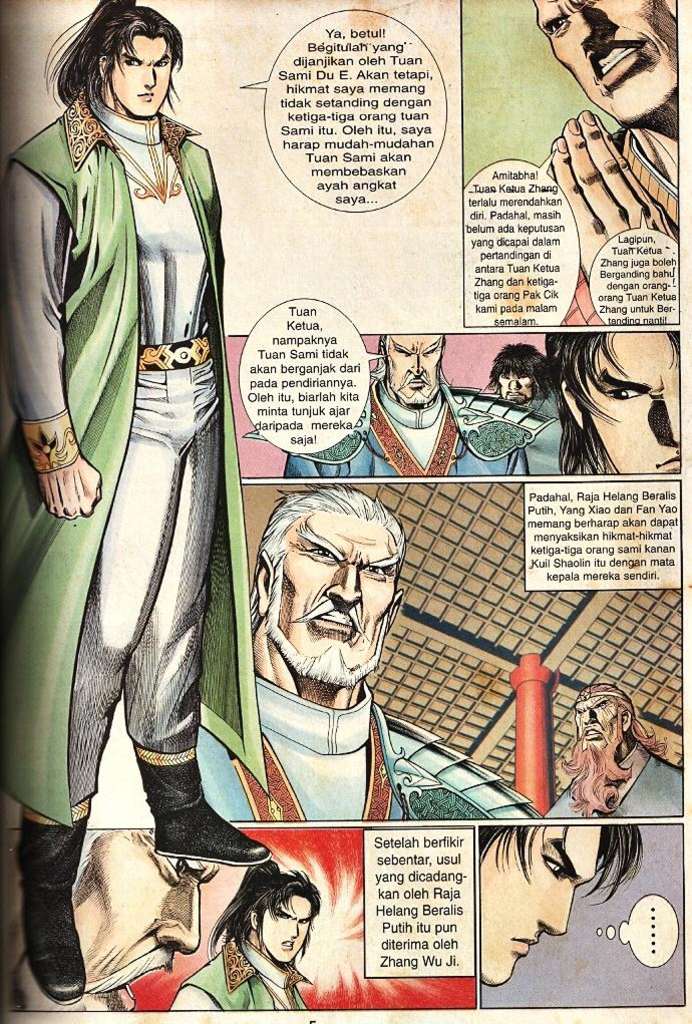 Ya, betul!
Begitulah yang
dijanjikan oleh Tuan
Sami Du E. Akan tetapi,
hikmat saya memang
tidak setanding dengan
ketiga-tiga orang tuan
Sami itu. Oleh itu, saya
harap mudah-mudahan
Tuan Sami akan
membebaskan
ayah angkat
saya...
Amitabha!
Tuan Ketua Zhang
terlalu merendahkan
diri. Padahal, masih
belum ada keputusan
yang dicapai dalam
pertandingan di
antara Tuan Ketua
Zhang dan ketiga-
tiga orang Pak Cik
kami pada malam
semalam.
Lagipun,
Tuan Ketua
Zhang juga boleh
Berganding bahu
dengan orang-
orang Tuan Ketua
Zhang untuk Ber-
tanding nanti!
Tuan
Ketua,
nampaknya
Tuan Sami tidak
berganjak dari
pada pendiriannya.
Oleh itu, biarlah kita
minta tunjuk ajar
daripada mereka
saja!
Padahal, Raja Helang Beralis
Putih, Yang Xiao dan Fan Yao
memang berharap akan dapat
menyaksikan hikmat-hikmat
ketiga-tiga orang sami kanan
Kuil Shaolin itu dengan mata
kepala mereka sendiri.
Setelah berfikir
sebentar, usul
yang dicadang-
kan oleh Raja
Helang Beralis
Putih itu pun
diterima oleh
Zhang Wu Ji.